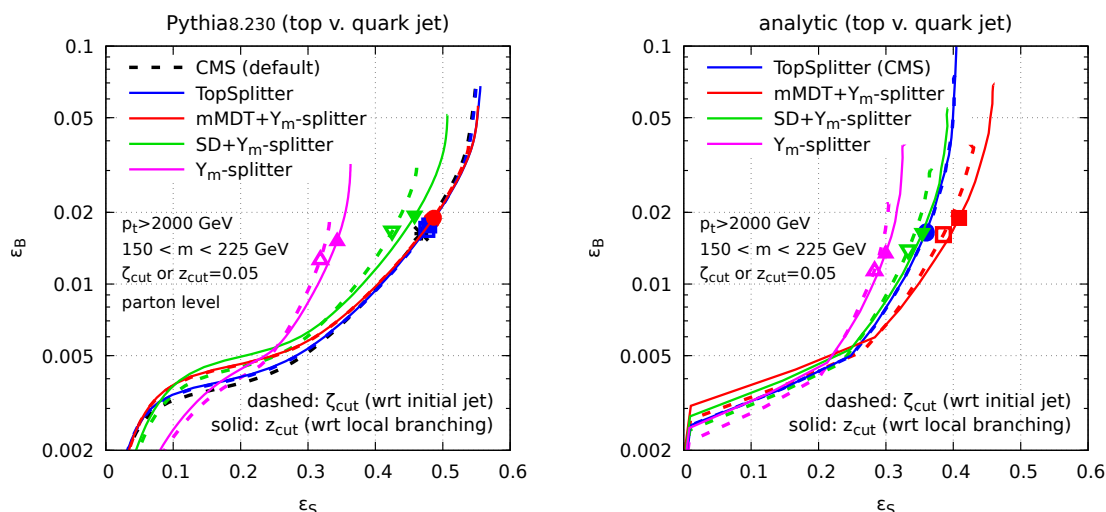 Pythia8.230 (top v. quark jet)
0.1
0.05
0.02
0.01
0.005
0.002
0
0.1
0.2
0.3
0.4
0.5
0.6
εB
εS
CMS (default)
TopSplitter
mMDT+Ym-splitter
SD+Ym-splitter
Ym-splitter
pt>2000 GeV
150 < m < 225 GeV
ζcut or zcut=0.05
parton level
dashed: ζcut (wrt initial jet)
solid: zcut (wrt local branching)
analytic (top v. quark jet)
0.1
0.05
0.02
0.01
0.005
0.002
0
0.1
0.2
0.3
0.4
0.5
0.6
εB
εS
TopSplitter (CMS)
mMDT+Ym-splitter
SD+Ym-splitter
Ym-splitter
pt>2000 GeV
150 < m < 225 GeV
ζcut or zcut=0.05
dashed: ζcut (wrt initial jet)
solid: zcut (wrt local branching)